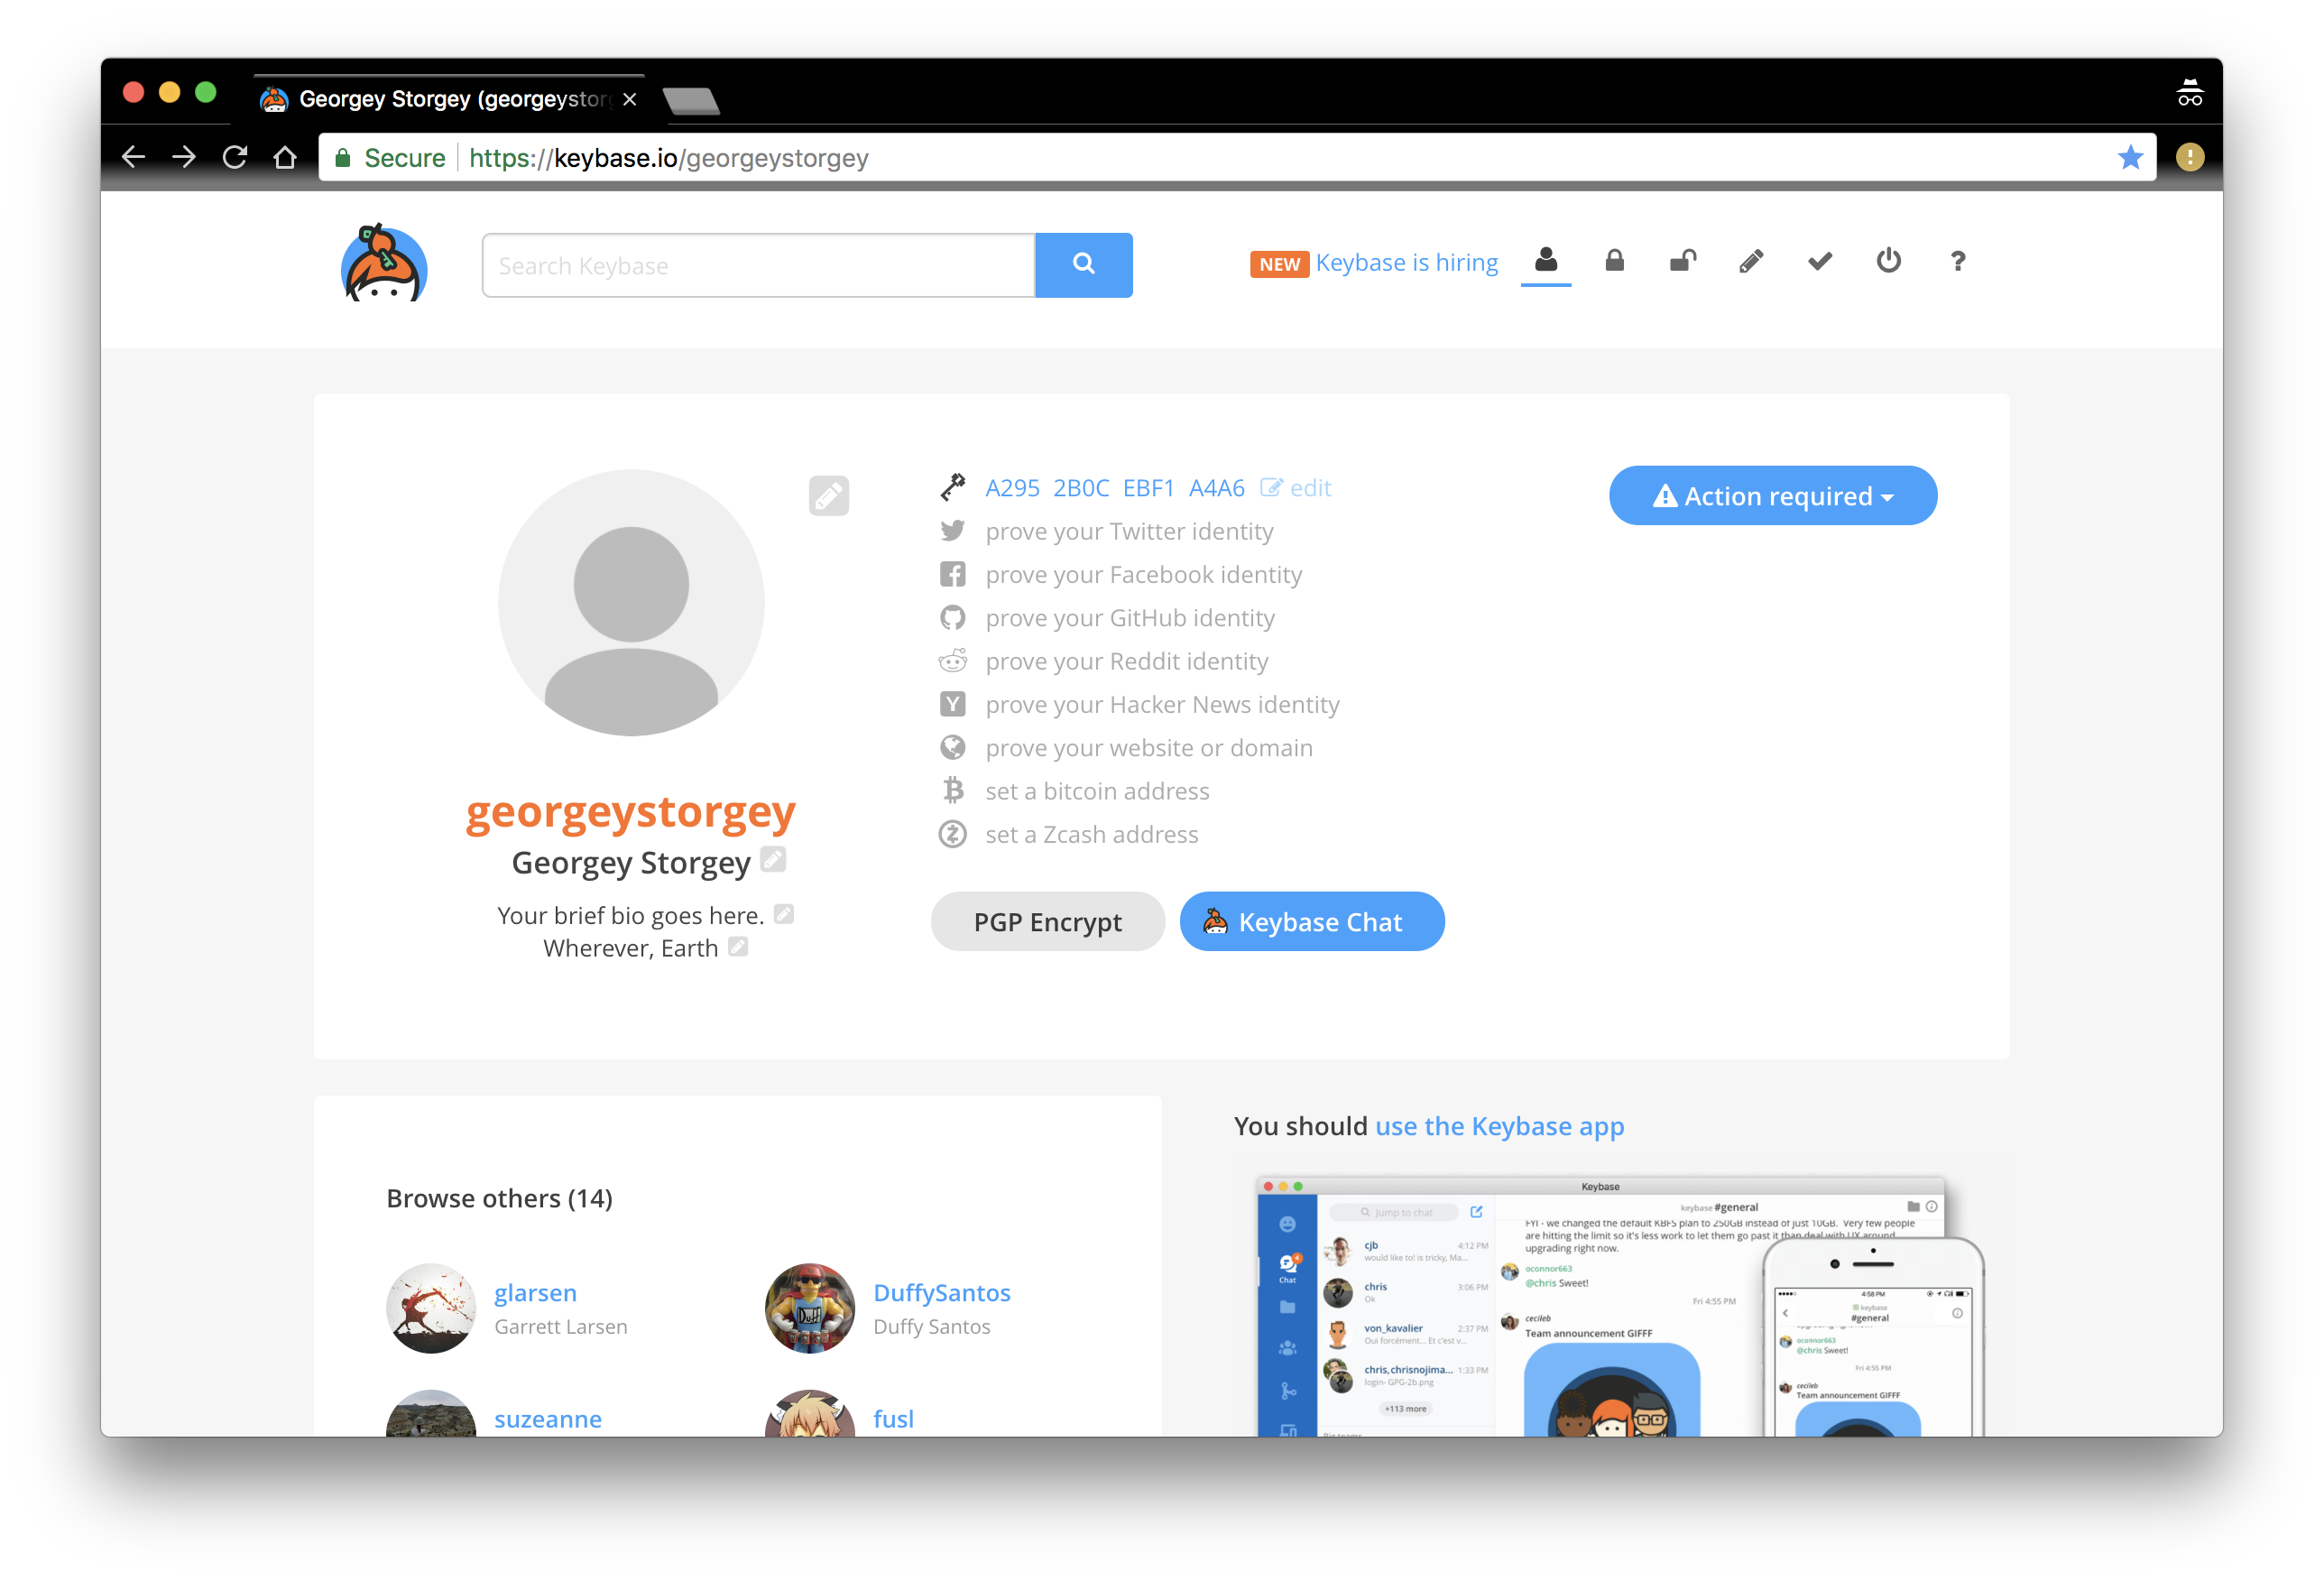 Georgey Storgey (georgeystorg
Secure https://keybase.io/georgeystorgey
Search Keybase
NEW Keybase is hiring
?
A295 2B0C EBF1 A4A6 edit
Action required
prove your Twitter identity
prove your Facebook identity
prove your GitHub identity
prove your Reddit identity
prove your Hacker News identity
prove your website or domain
set a bitcoin address
set a Zcash address
georgeystorgey
Georgey Storgey
Your brief bio goes here.
Wherever, Earth
PGP Encrypt
Keybase Chat
Browse others (14)
glarsen
Garrett Larsen
DuffySantos
Duffy Santos
suzeanne
fusl
You should use the Keybase app
Keybase
Jump to chat
keybase #general
cjb 4:12 PM
would like to! is tricky, Ma...
chris 3:06 PM
Ok
von_kavalier 2:37 PM
Oui forcément... Et c'est v...
chris,chrisnojima... 1:33 PM
login- GPG-2b.png
+113 more
Big teams
4
Chat
FYI - we changed the default KBFS plan to 250GB instead of just 10GB. Very few people
are hitting the limit so it's less work to let them go past it than deal with UX around
upgrading right now.
oconnor663
@chris Sweet!
Fri 4:55 PM
cecileb
Team announcement GIFFF
4:58 PM
keybase
#general
oconnor663
@chris Sweet!
Fri 4:55 PM
cecileb
Team announcement GIFFF